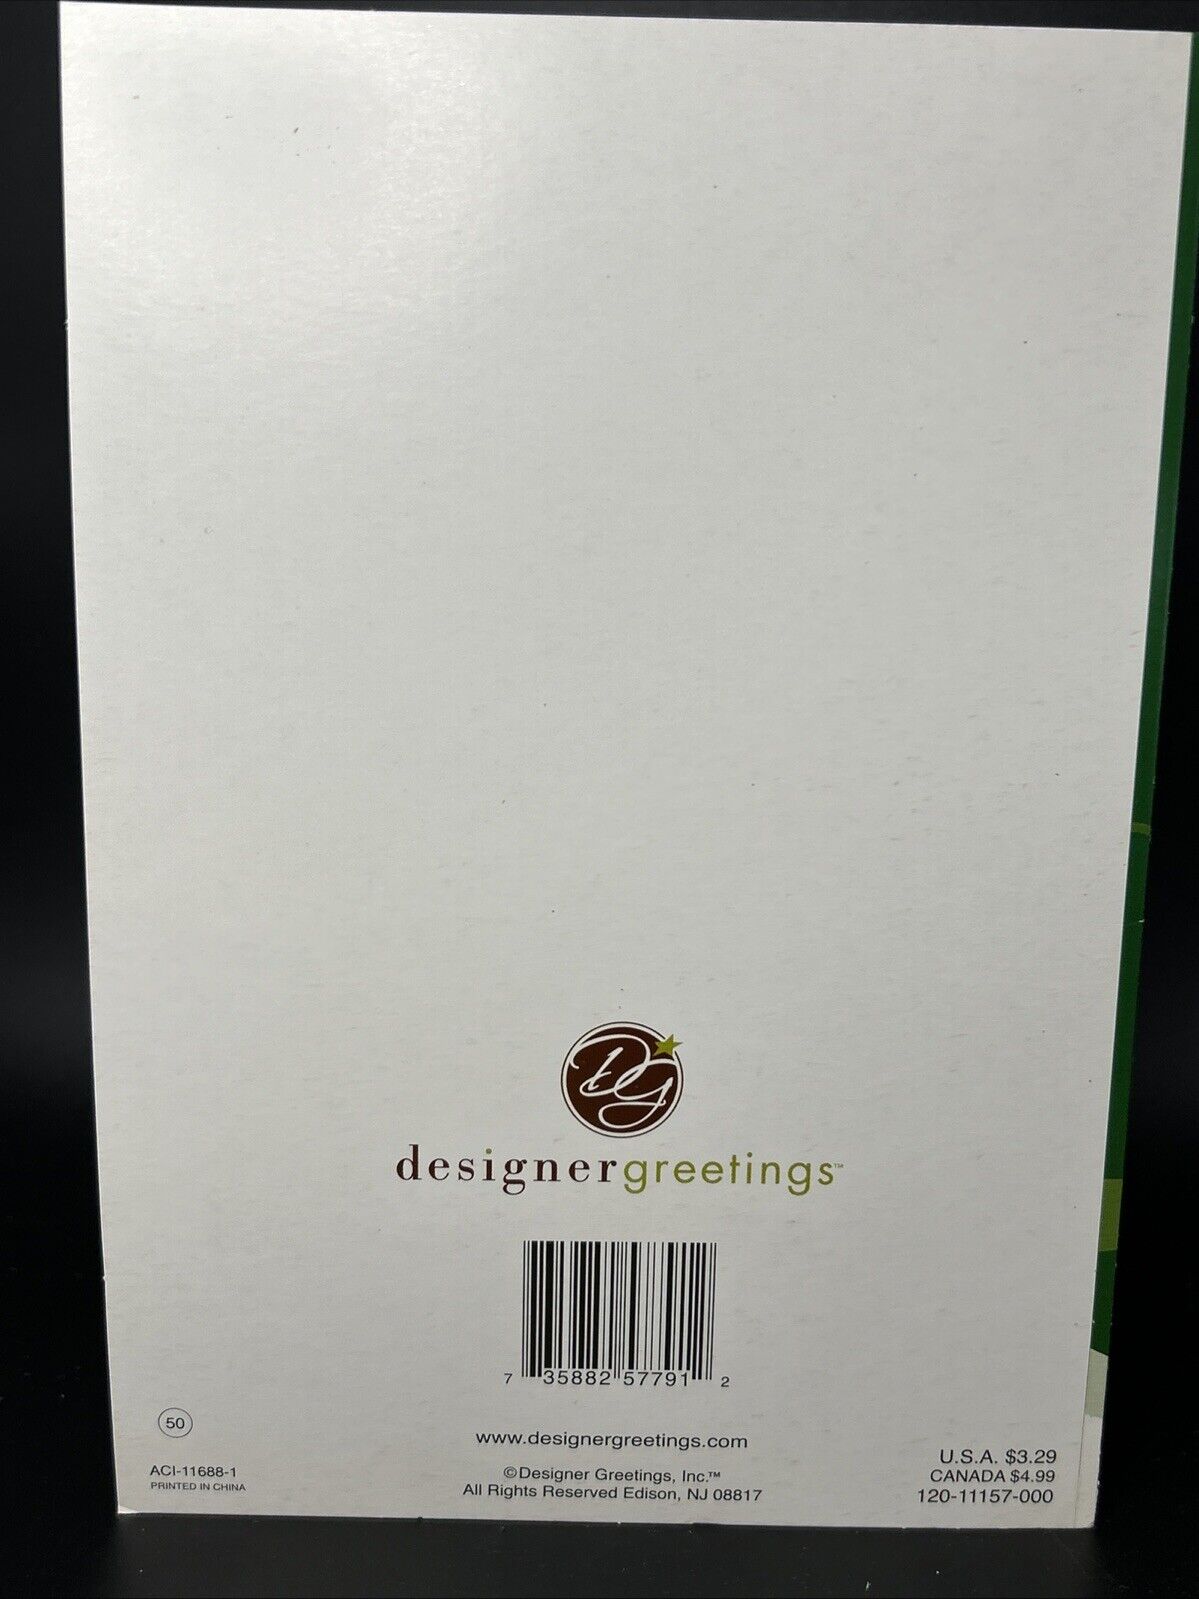 DG
designergreetings™
7 35882 57791 2
50
www.designergreetings.com
ACI-11688-1
PRINTED IN CHINA
©Designer Greetings, Inc.™
All Rights Reserved Edison, NJ 08817
U.S.A. $3.29
CANADA $4.99
120-11157-000